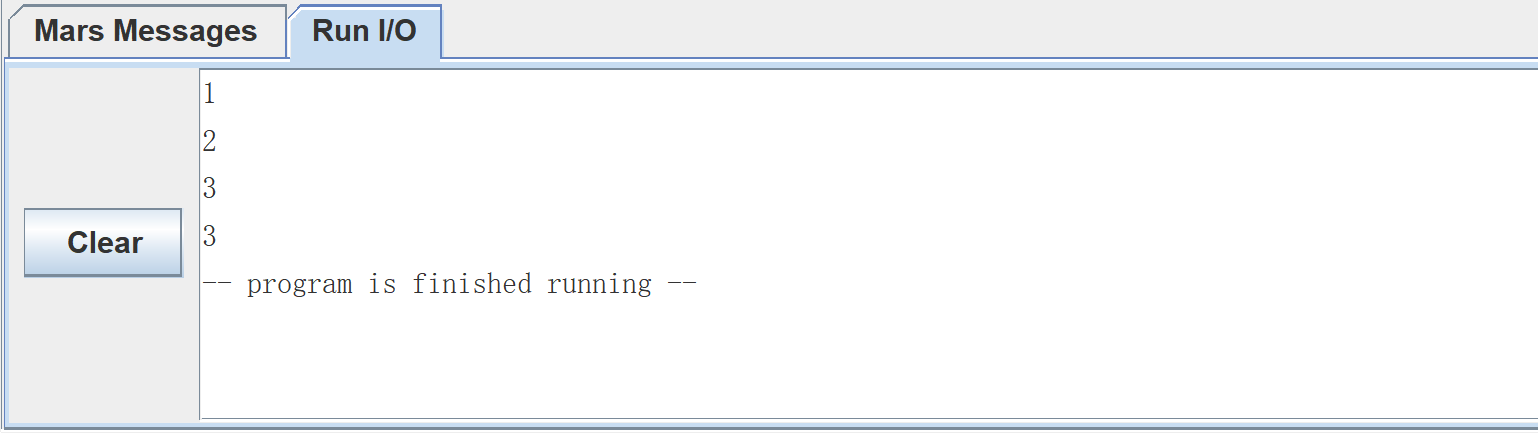 Mars Messages Run I/O
1
2
3
Clear
3
-- program is finished running --